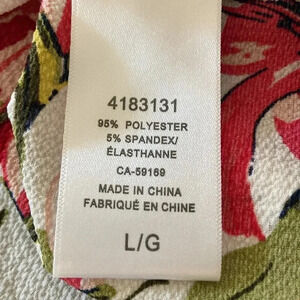 4183131
95% POLYESTER
5% SPANDEX/
ÉLASTHANNE
CA-59169
MADE IN CHINA
FABRIQUÉ EN CHINE
L/G